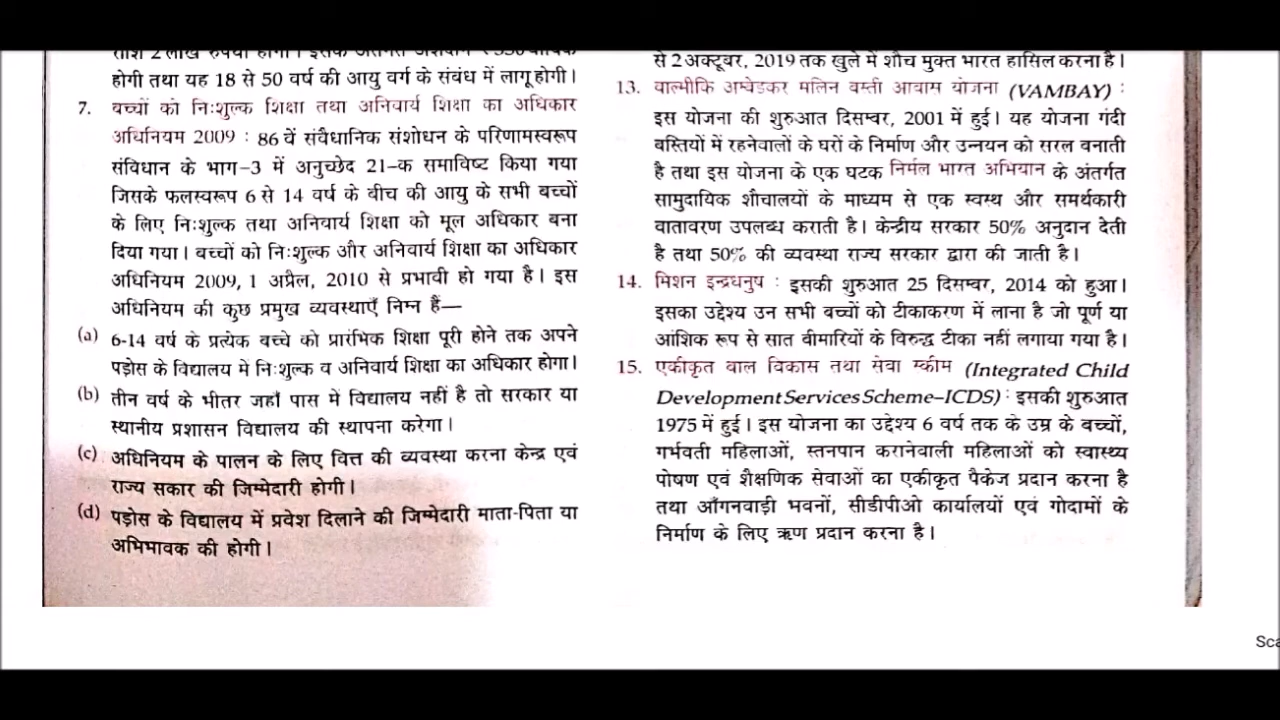 राशि 2 लाख रुपया होगी। इसके अंतर्गत अंशदान ₹ 330 वार्षिक
होगी तथा यह 18 से 50 वर्ष की आयु वर्ग के संबंध में लागू होगी।
7. बच्चों को निःशुल्क शिक्षा तथा अनिवार्य शिक्षा का अधिकार
अधिनियम 2009 : 86 वें संवैधानिक संशोधन के परिणामस्वरूप
संविधान के भाग-3 में अनुच्छेद 21-क समाविष्ट किया गया
जिसके फलस्वरूप 6 से 14 वर्ष के बीच की आयु के सभी बच्चों
के लिए निःशुल्क तथा अनिवार्य शिक्षा को मूल अधिकार बना
दिया गया। बच्चों को निःशुल्क और अनिवार्य शिक्षा का अधिकार
अधिनियम 2009, 1 अप्रैल, 2010 से प्रभावी हो गया है। इस
अधिनियम की कुछ प्रमुख व्यवस्थाएँ निम्न हैं—
(a) 6-14 वर्ष के प्रत्येक बच्चे को प्रारंभिक शिक्षा पूरी होने तक अपने
पड़ोस के विद्यालय में निःशुल्क व अनिवार्य शिक्षा का अधिकार होगा।
(b) तीन वर्ष के भीतर जहाँ पास में विद्यालय नहीं है तो सरकार या
स्थानीय प्रशासन विद्यालय की स्थापना करेगा।
(c) अधिनियम के पालन के लिए वित्त की व्यवस्था करना केन्द्र एवं
राज्य सकार की जिम्मेदारी होगी।
(d) पड़ोस के विद्यालय में प्रवेश दिलाने की जिम्मेदारी माता-पिता या
अभिभावक की होगी।
से 2 अक्टूबर, 2019 तक खुले में शौच मुक्त भारत हासिल करना है।
13. वाल्मीकि अम्बेडकर मलिन बस्ती आवास योजना (VAMBAY) :
इस योजना की शुरुआत दिसम्बर, 2001 में हुई। यह योजना गंदी
बस्तियों में रहनेवालों के घरों के निर्माण और उन्नयन को सरल बनाती
है तथा इस योजना के एक घटक निर्मल भारत अभियान के अंतर्गत
सामुदायिक शौचालयों के माध्यम से एक स्वस्थ और समर्थकारी
वातावरण उपलब्ध कराती है। केन्द्रीय सरकार 50% अनुदान देती
है तथा 50% की व्यवस्था राज्य सरकार द्वारा की जाती है।
14. मिशन इन्द्रधनुष : इसकी शुरुआत 25 दिसम्बर, 2014 को हुआ।
इसका उद्देश्य उन सभी बच्चों को टीकाकरण में लाना है जो पूर्ण या
आंशिक रूप से सात बीमारियों के विरुद्ध टीका नहीं लगाया गया है।
15. एकीकृत बाल विकास तथा सेवा स्कीम (Integrated Child
Development Services Scheme–ICDS) : इसकी शुरुआत
1975 में हुई। इस योजना का उद्देश्य 6 वर्ष तक के उम्र के बच्चों,
गर्भवती महिलाओं, स्तनपान करानेवाली महिलाओं को स्वास्थ्य
पोषण एवं शैक्षणिक सेवाओं का एकीकृत पैकेज प्रदान करना है
तथा आँगनवाड़ी भवनों, सीडीपीओ कार्यालयों एवं गोदामों के
निर्माण के लिए ऋण प्रदान करना है।